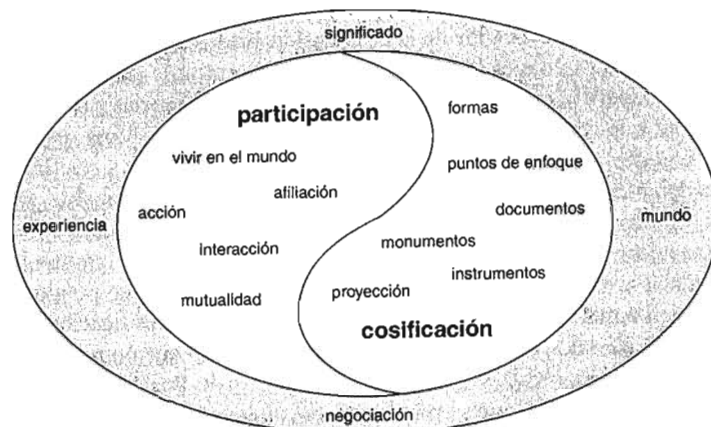 significado
participación
formas
vivir en el mundo
puntos de enfoque
afiliación
acción
documentos
experiencia
mundo
interacción
monumentos
instrumentos
mutualidad
proyección
cosificación
negociación